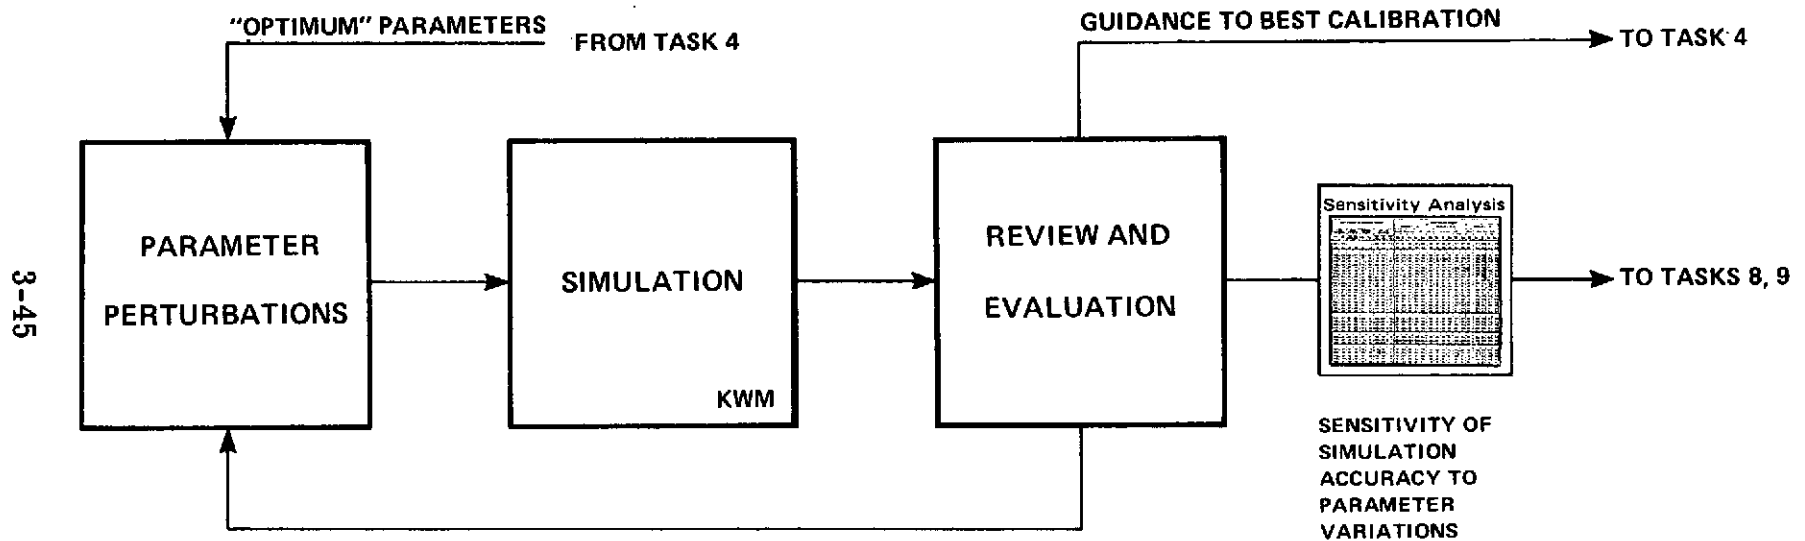 "OPTIMUM" PARAMETERS
FROM TASK 4
GUIDANCE TO BEST CALIBRATION
TO TASK 4
PARAMETER
PERTURBATIONS
SIMULATION
KWM
REVIEW AND
EVALUATION
Sensitivity Analysis
TO TASKS 8, 9
SENSITIVITY OF
SIMULATION
ACCURACY TO
PARAMETER
VARIATIONS
3-45